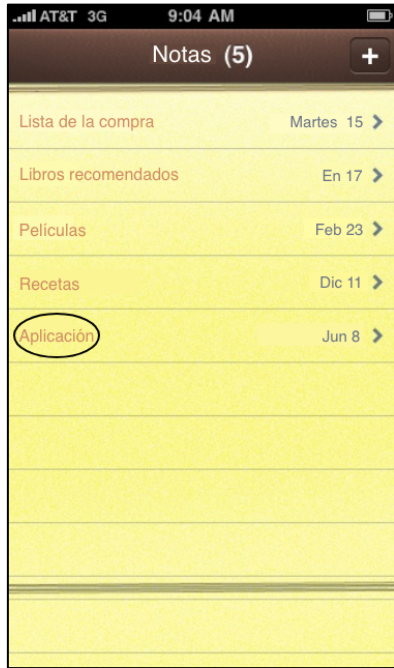 AT&T 3G 9:04 AM
Notas (5) +
Lista de la compra Martes 15
Libros recomendados En 17
Películas Feb 23
Recetas Dic 11
Aplicación Jun 8